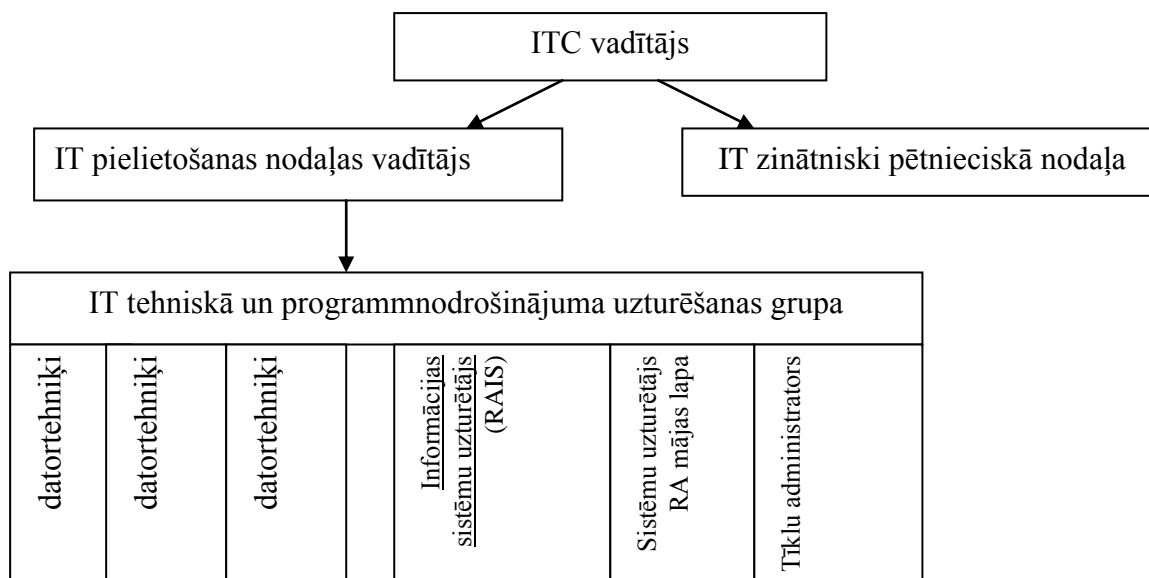 ITC vadītājs
IT pielietošanas nodaļas vadītājs
IT zinātniski pētnieciskā nodaļa
IT tehniskā un programmnodrošinājuma uzturēšanas grupa
datortehniķi
datortehniķi
datortehniķi
Informācijas
sistēmu uzturētājs
(RAIS)
Sistēmu uzturētājs
RA mājas lapa
Tīklu administrators